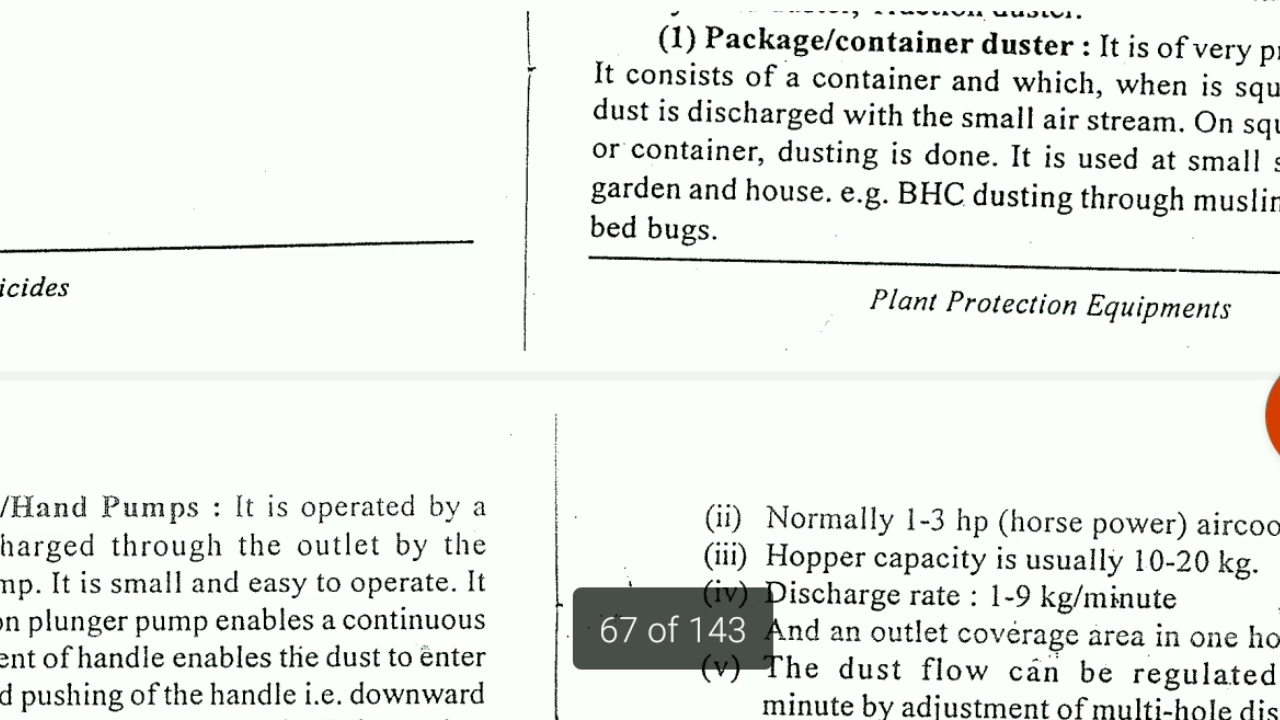 (1) Package/container duster : It is of very
It consists of a container and which, when is
dust is discharged with the small air stream. On
or container, dusting is done. It is used at small
garden and house. e.g. BHC dusting through
bed bugs.
icides
Plant Protection Equipments
/Hand Pumps : It is operated by a
harged through the outlet by the
mp. It is small and easy to operate. It
on plunger pump enables a continuous
ent of handle enables the dust to enter
d pushing of the handle i.e. downward
(ii) Normally 1-3 hp (horse power)
(iii) Hopper capacity is usually 10-20 kg.
(iv) Discharge rate : 1-9 kg/minute
And an outlet coverage area in one
(v) The dust flow can be regulated
minute by adjustment of multi-hole
67 of 143